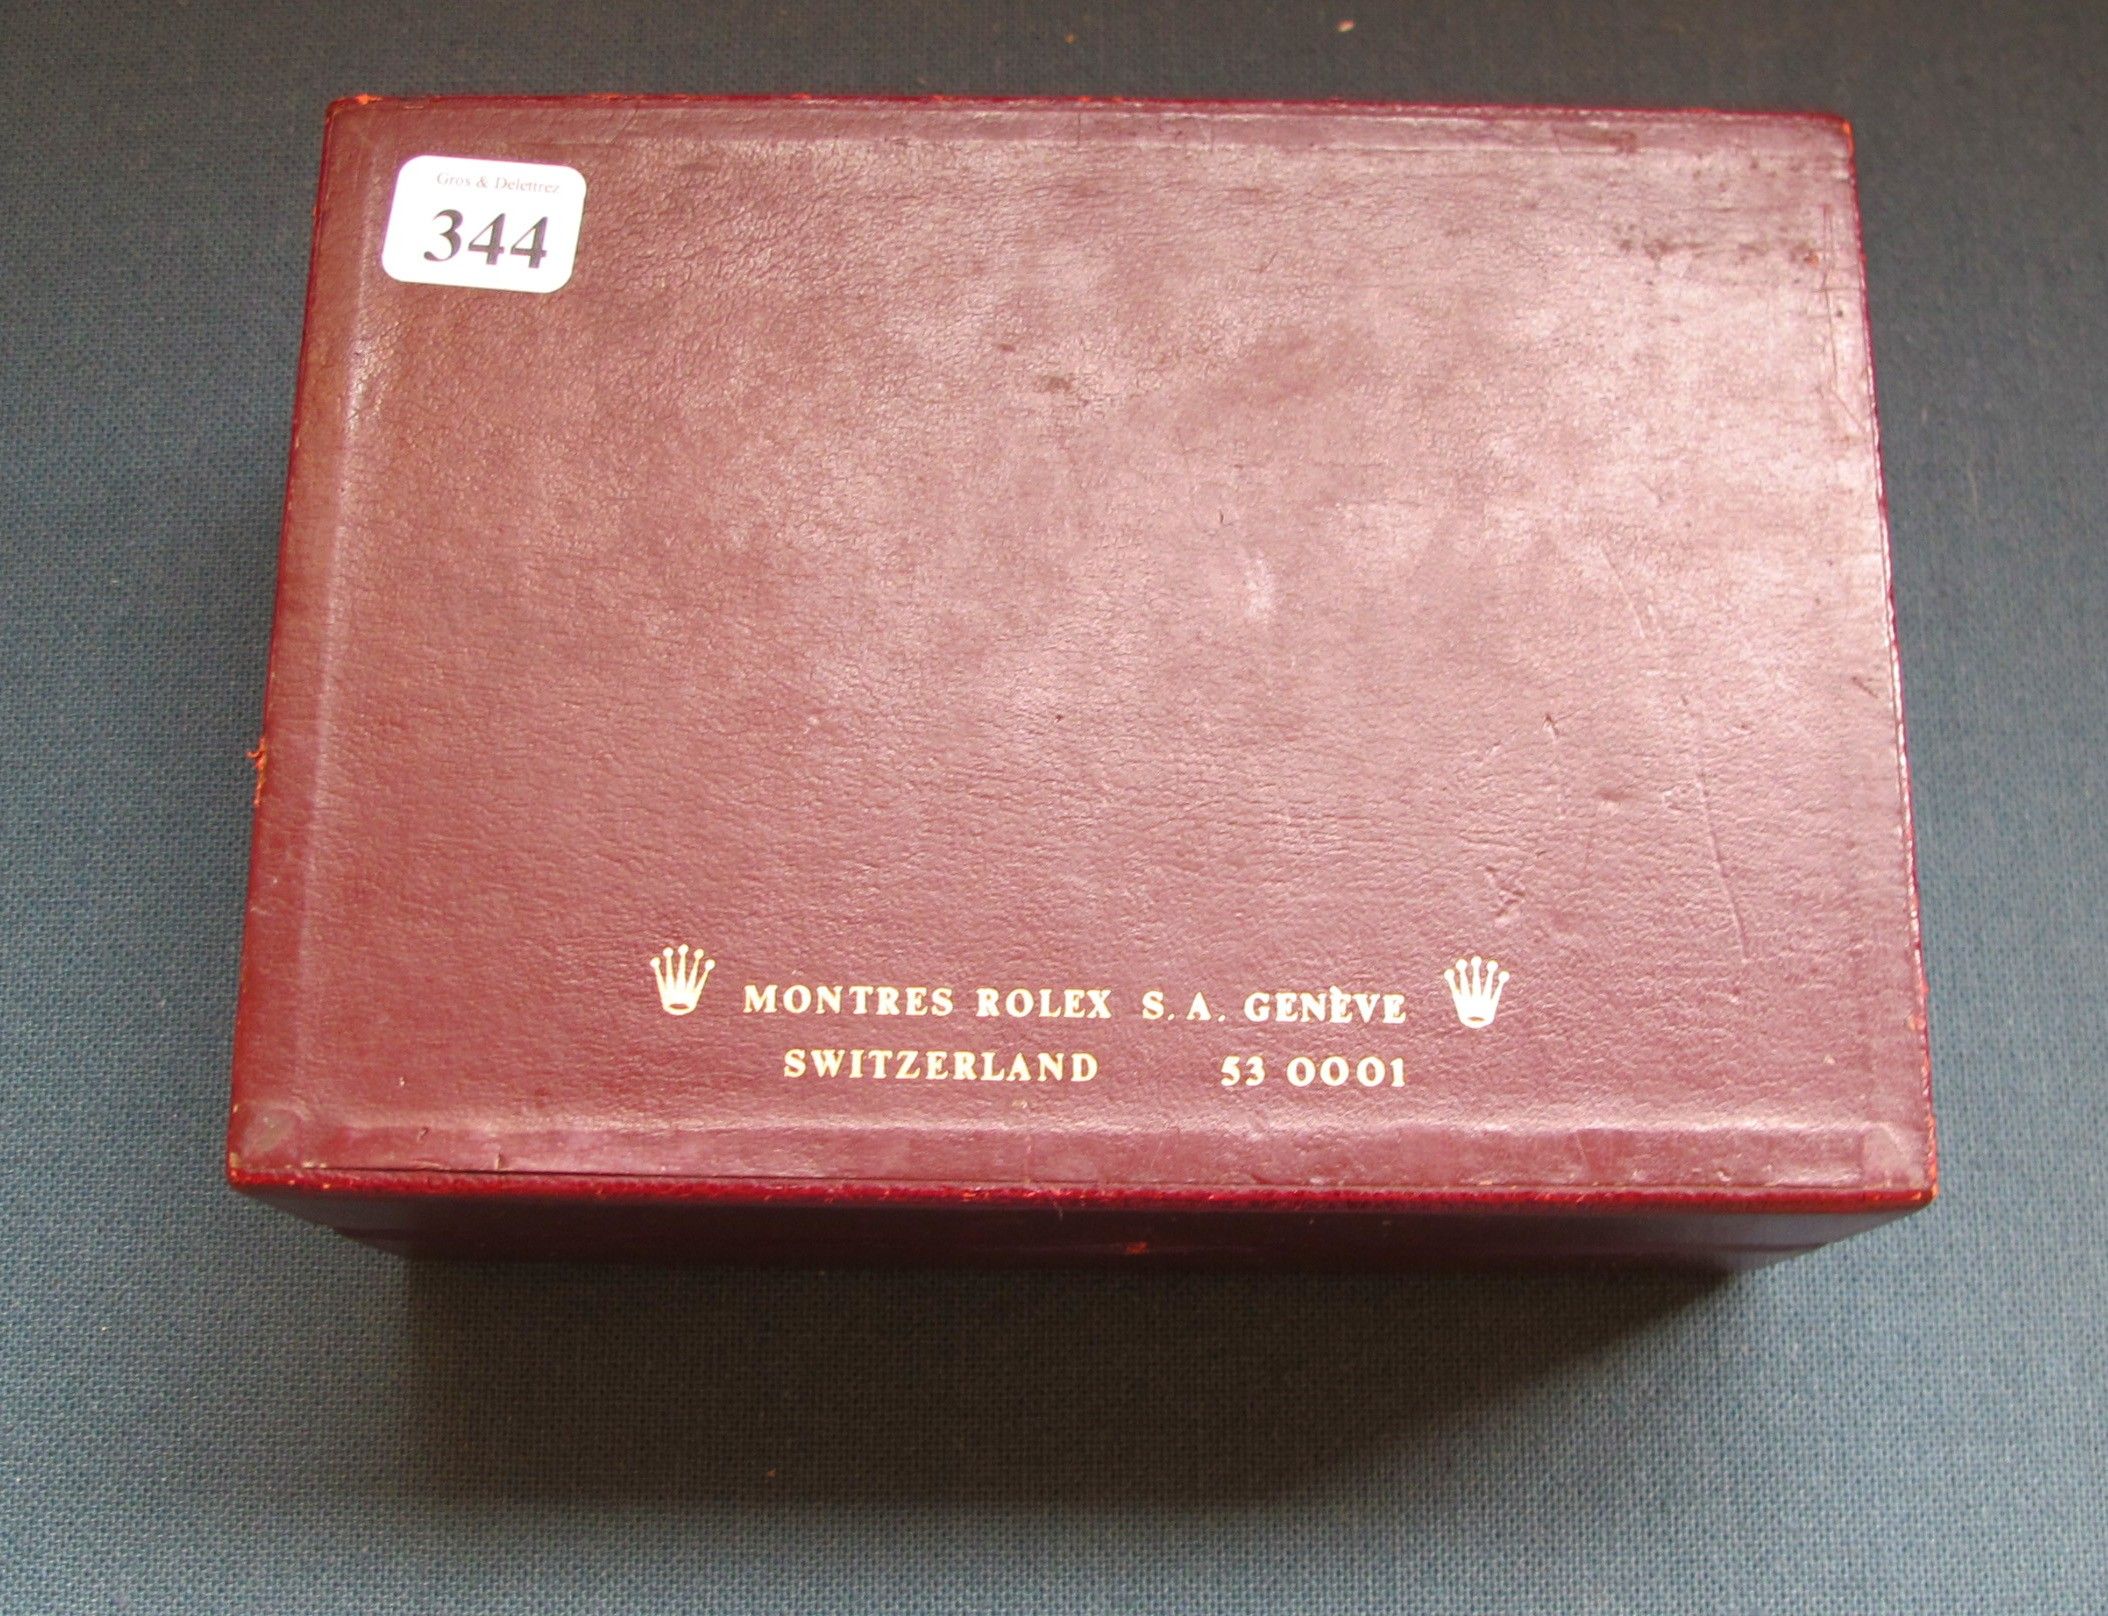 Gros & Delettrez
344
MONTRES ROLEX S.A. GENÈVE
SWITZERLAND 53 0001